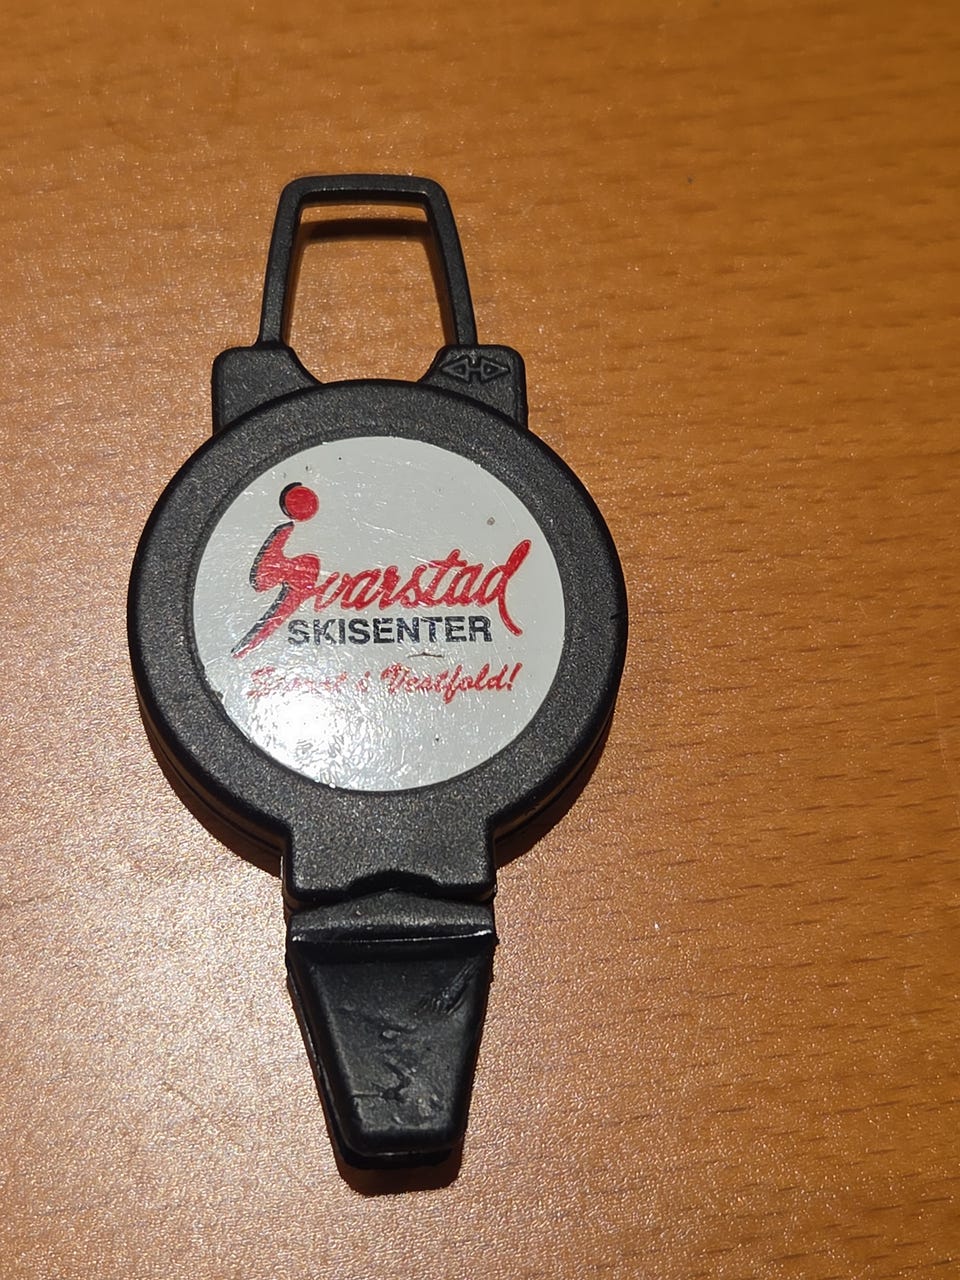 Svarstad
SKISENTER
i Vestfold!